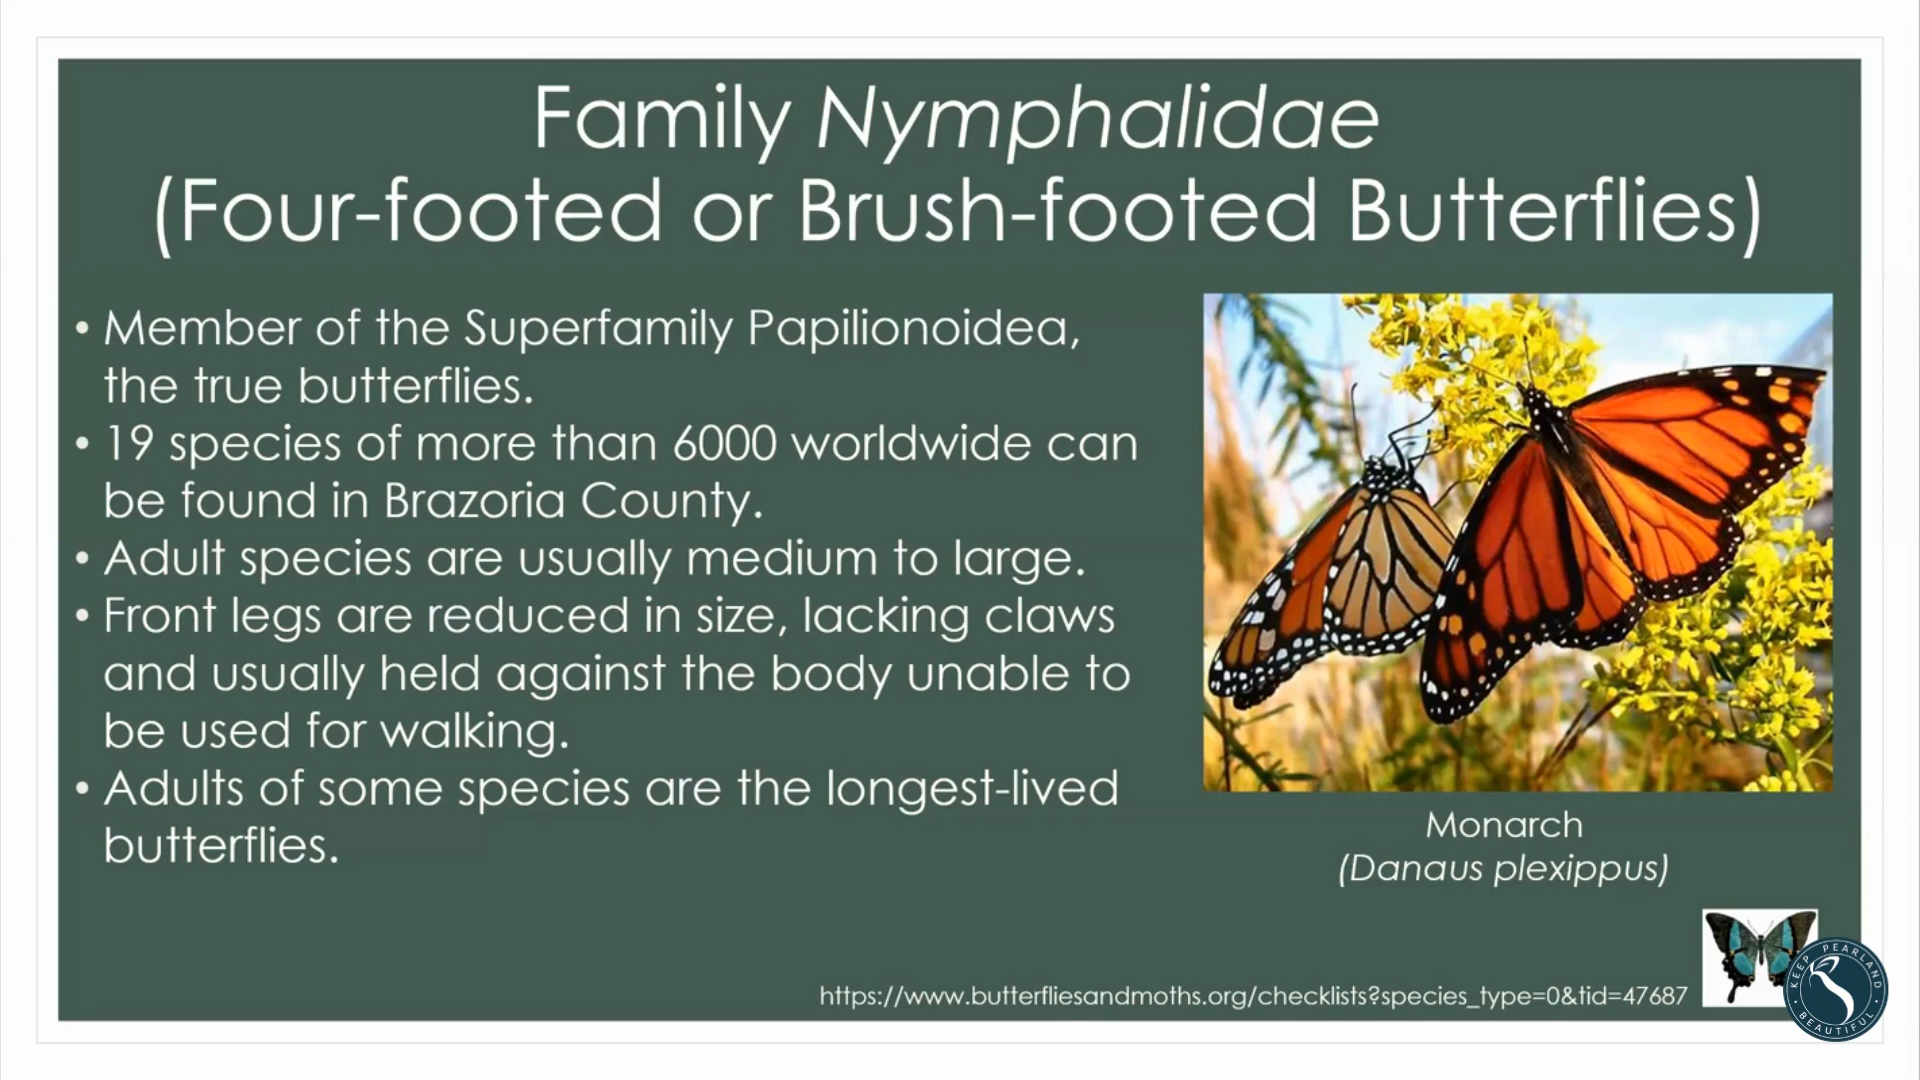 Family Nymphalidae
(Four-footed or Brush-footed Butterflies)
• Member of the Superfamily Papilionoidea,
the true butterflies.
• 19 species of more than 6000 worldwide can
be found in Brazoria County.
• Adult species are usually medium to large.
• Front legs are reduced in size, lacking claws
and usually held against the body unable to
be used for walking.
• Adults of some species are the longest-lived
butterflies.
Monarch
(Danaus plexippus)
https://www.butterfliesandmoths.org/checklists?species_type=0&tid=47687
KEEP PEARLAND
BEAUTIFUL